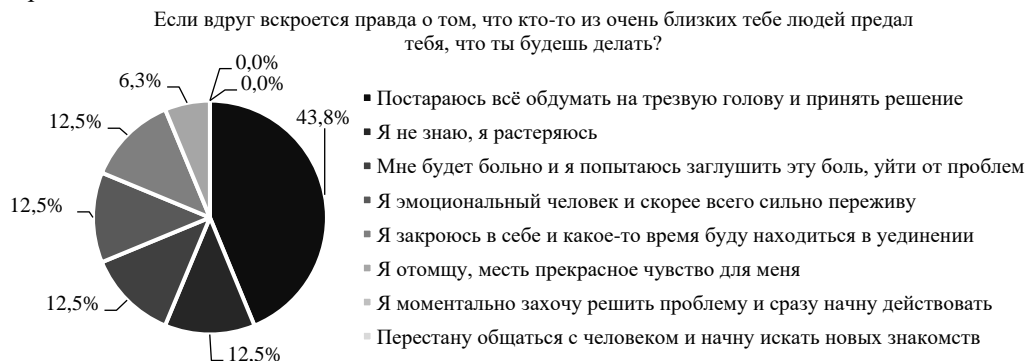 Если вдруг вскроется правда о том, что кто-то из очень близких тебе людей предал
тебя, что ты будешь делать?
0,0%
0,0%
6,3%
12,5%
12,5%
12,5%
12,5%
43,8%
Постараюсь всё обдумать на трезвую голову и принять решение
Я не знаю, я растеряюсь
Мне будет больно и я попытаюсь заглушить эту боль, уйти от проблем
Я эмоциональный человек и скорее всего сильно переживу
Я закроюсь в себе и какое-то время буду находиться в уединении
Я отомщу, месть прекрасное чувство для меня
Я моментально захочу решить проблему и сразу начну действовать
Перестану общаться с человеком и начну искать новых знакомств